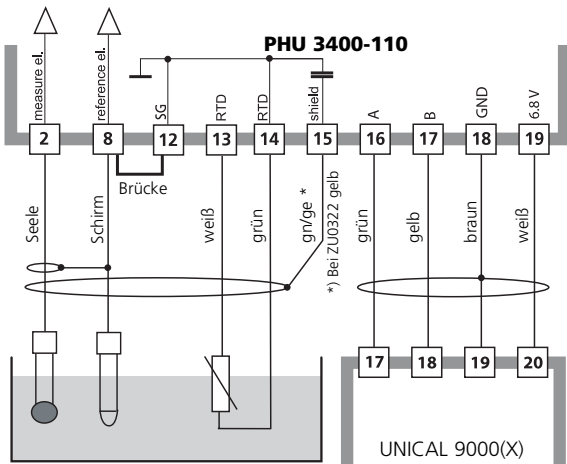 PHU 3400-110
measure el.
reference el.
SG
RTD
RTD
shield
A
B
GND
6.8 V
2
8
12
13
14
15
16
17
18
19
Brücke
Seele
Schirm
weiß
grün
gn/ge *
*) Bei ZU0322 gelb
grün
gelb
braun
weiß
17
18
19
20
UNICAL 9000(X)